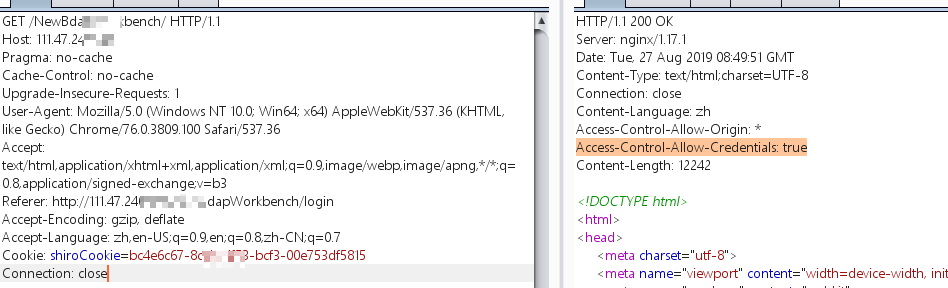 GET /NewBda bench/ HTTP/1.1
Host: 111.47.24
Pragma: no-cache
Cache-Control: no-cache
Upgrade-Insecure-Requests: 1
User-Agent: Mozilla/5.0 (Windows NT 10.0; Win64; x64) AppleWebKit/537.36 (KHTML,
like Gecko) Chrome/76.0.3809.100 Safari/537.36
Accept:
text/html,application/xhtml+xml,application/xml;q=0.9,image/webp,image/apng,*/*;q=
0.8,application/signed-exchange;v=b3
Referer: http://111.47.24 dapWorkbench/login
Accept-Encoding: gzip, deflate
Accept-Language: zh,en-US;q=0.9,en;q=0.8,zh-CN;q=0.7
Cookie: shiroCookie=bc4e6c67-8c -bcf3-00e753df5815
Connection: close
HTTP/1.1 200 OK
Server: nginx/1.17.1
Date: Tue, 27 Aug 2019 08:49:51 GMT
Content-Type: text/html;charset=UTF-8
Connection: close
Content-Language: zh
Access-Control-Allow-Origin: *
Access-Control-Allow-Credentials: true
Content-Length: 12242
<!DOCTYPE html>
<html>
<head>
<meta charset="utf-8">
<meta name="viewport" content="width=device-width, init